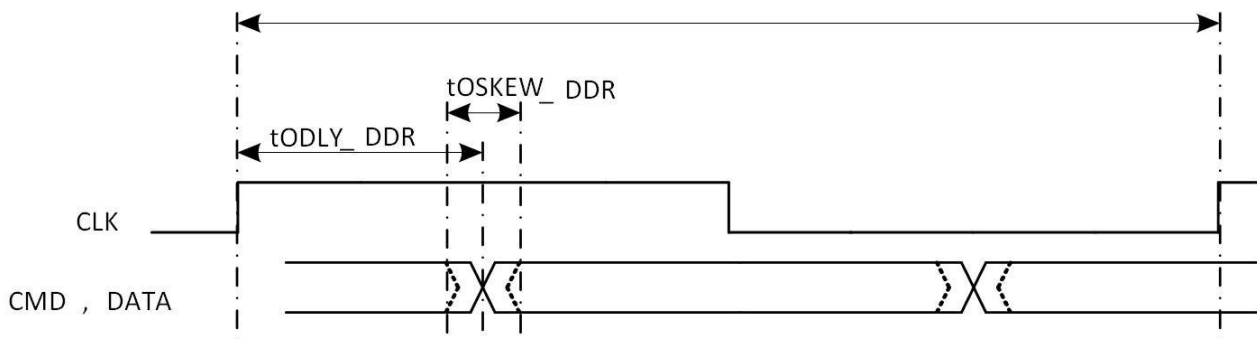 tOSKEW_ DDR
tODLY_ DDR
CLK
CMD , DATA